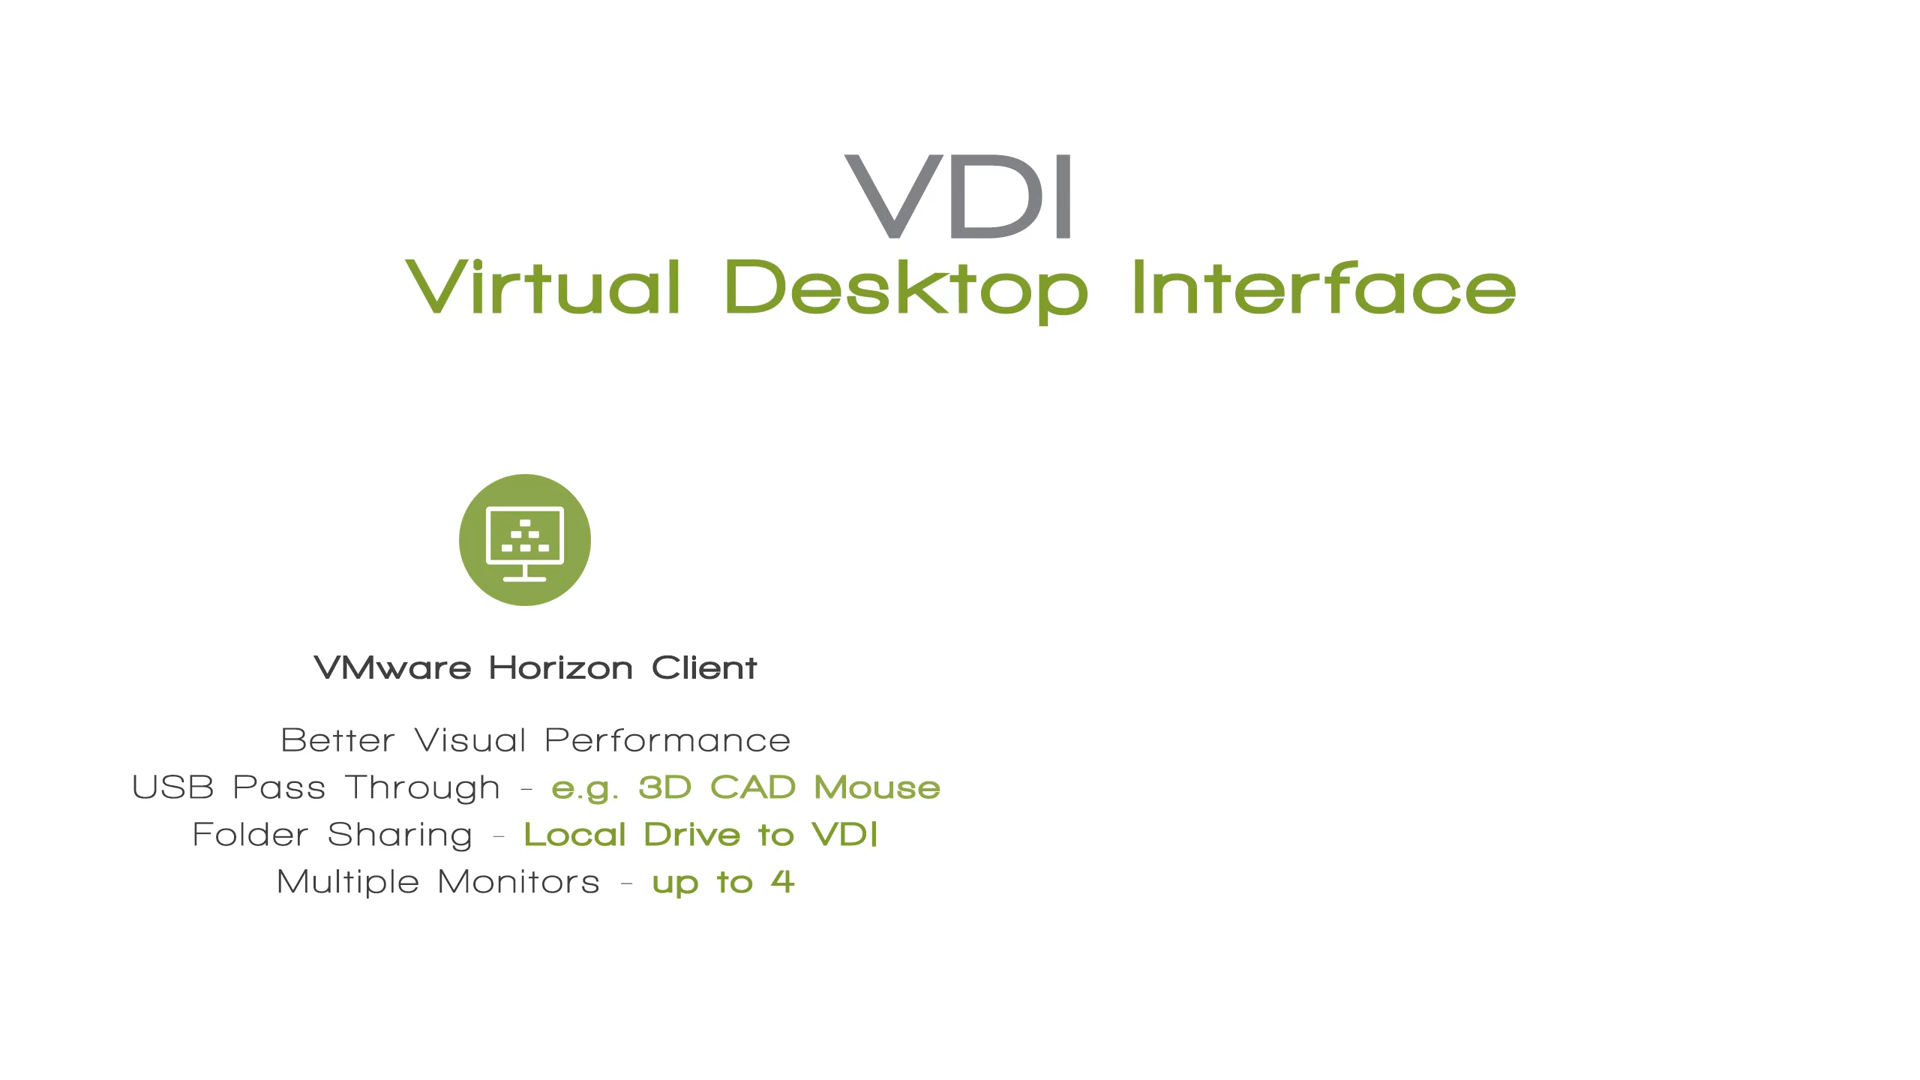 VDI
Virtual Desktop Interface
VMware Horizon Client
Better Visual Performance
USB Pass Through - e.g. 3D CAD Mouse
Folder Sharing - Local Drive to VDI
Multiple Monitors - up to 4